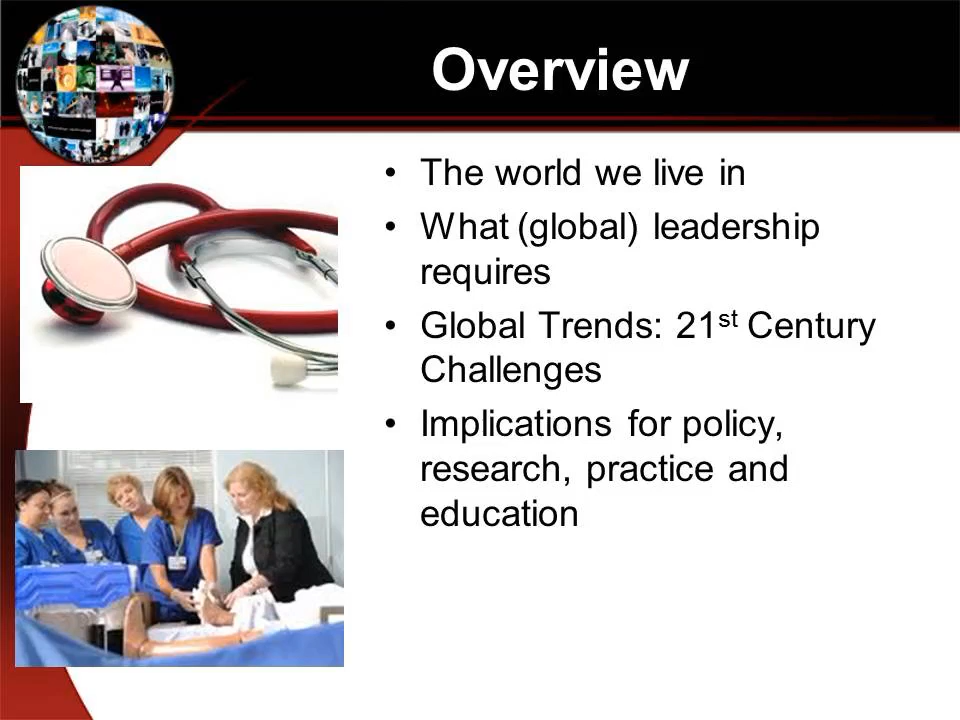 Overview
• The world we live in
• What (global) leadership
requires
• Global Trends: 21st Century
Challenges
• Implications for policy,
research, practice and
education